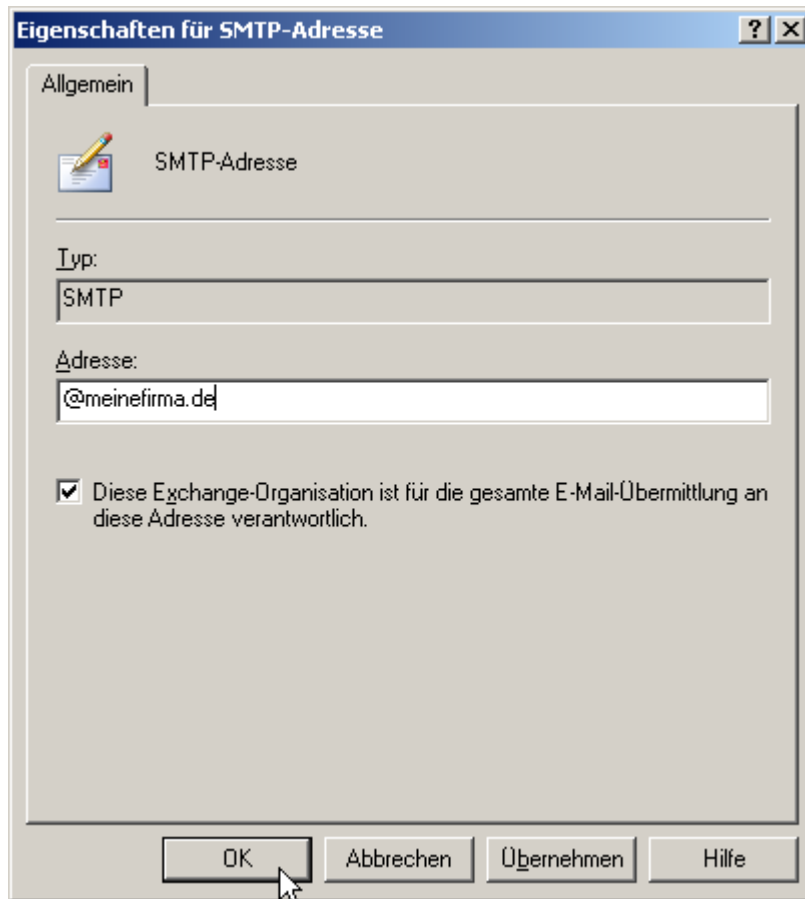 Eigenschaften für SMTP-Adresse
Allgemein
SMTP-Adresse
Typ:
SMTP
Adresse:
@meinefirma.de
Diese Exchange-Organisation ist für die gesamte E-Mail-Übermittlung an
diese Adresse verantwortlich.
OK Abbrechen Übernehmen Hilfe